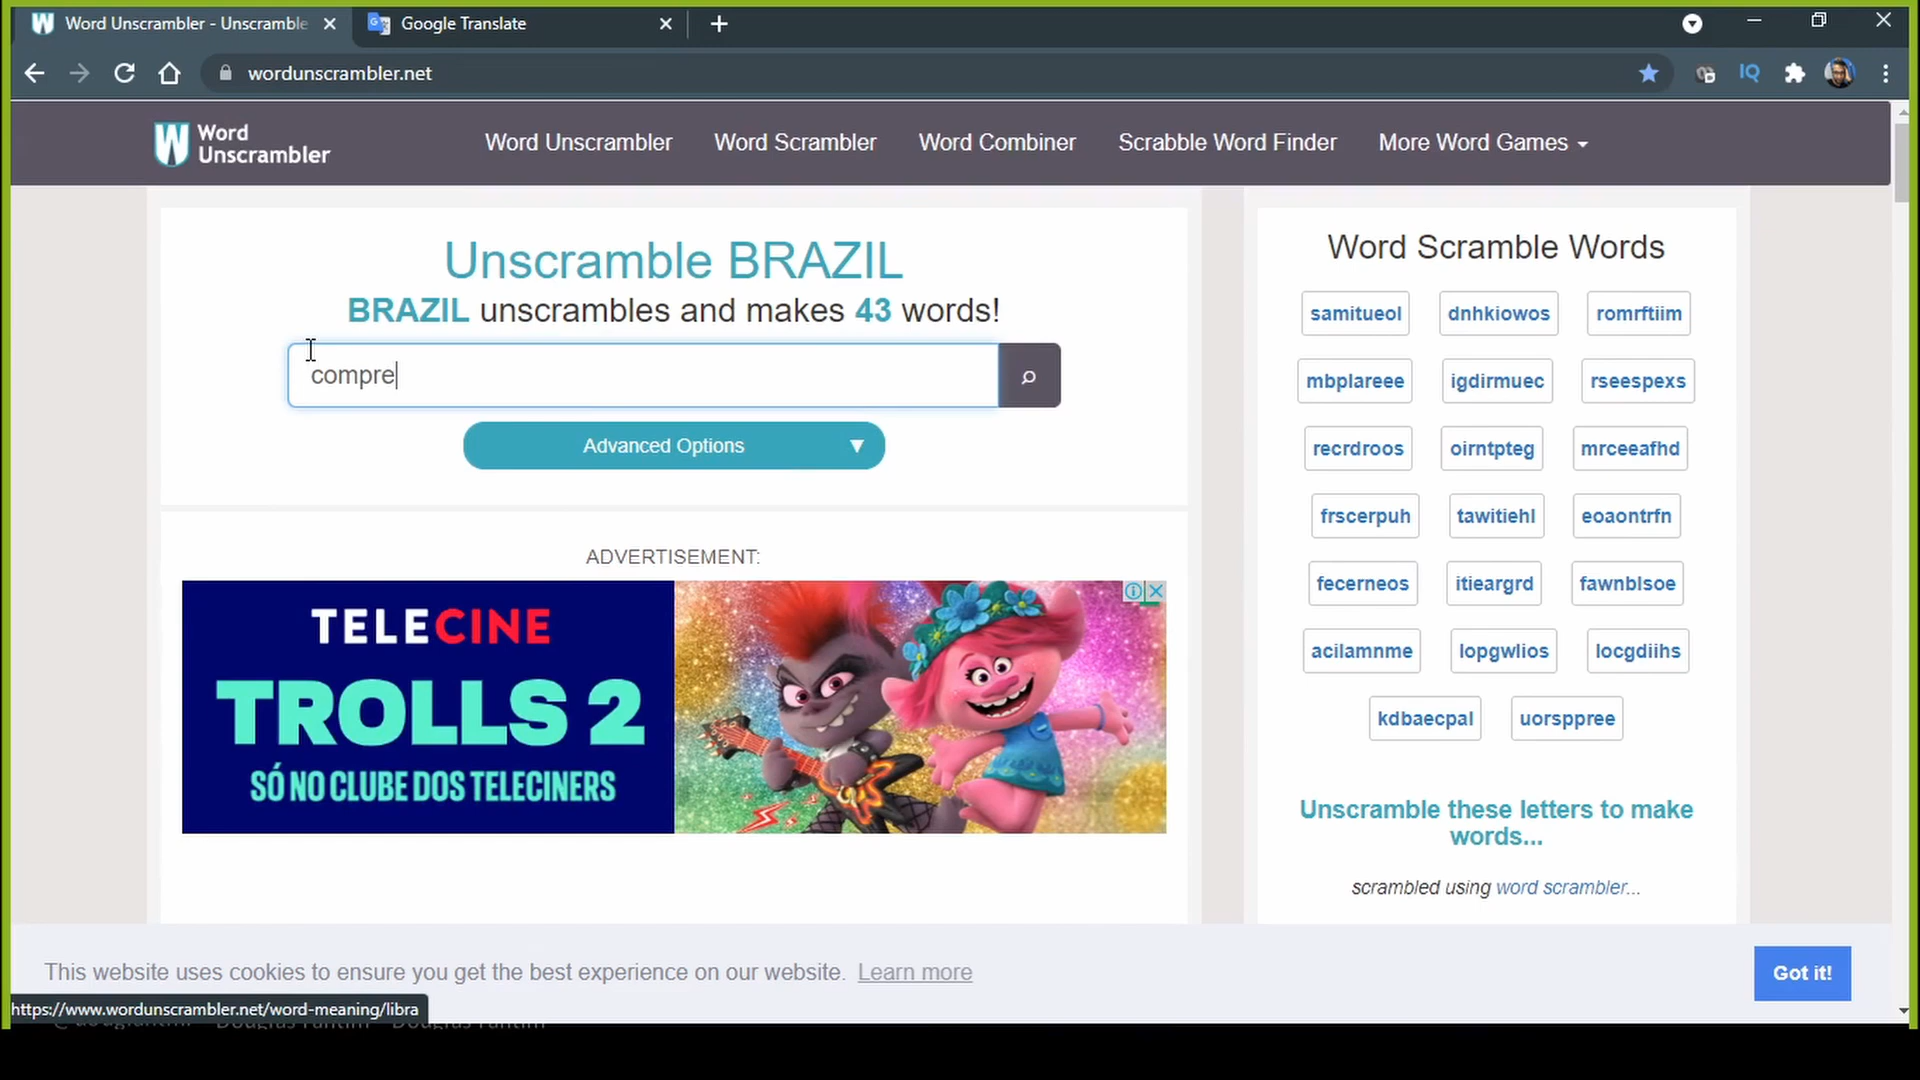 Word Unscrambler - Unscramble
Google Translate
wordunscrambler.net
IQ
Word
Unscrambler
Word Unscrambler
Word Scrambler
Word Combiner
Scrabble Word Finder
More Word Games
Unscramble BRAZIL
BRAZIL unscrambles and makes 43 words!
compre
Advanced Options
ADVERTISEMENT:
TELECINE
TROLLS 2
SÓ NO CLUBE DOS TELECINERS
Word Scramble Words
samitueol dnhkiowos romrftiim
mbplareee igdirmuec rseespexs
recrdroos oirntpteg mrceeafhd
frscerpuh tawitiehl eoaontrfn
fecerneos itieargrd fawnblsoe
acilamnme lopgwlios locgdiihs
kdbaecpal uorsppree
Unscramble these letters to make
words...
scrambled using word scrambler...
This website uses cookies to ensure you get the best experience on our website. Learn more
Got it!
https://www.wordunscrambler.net/word-meaning/libra